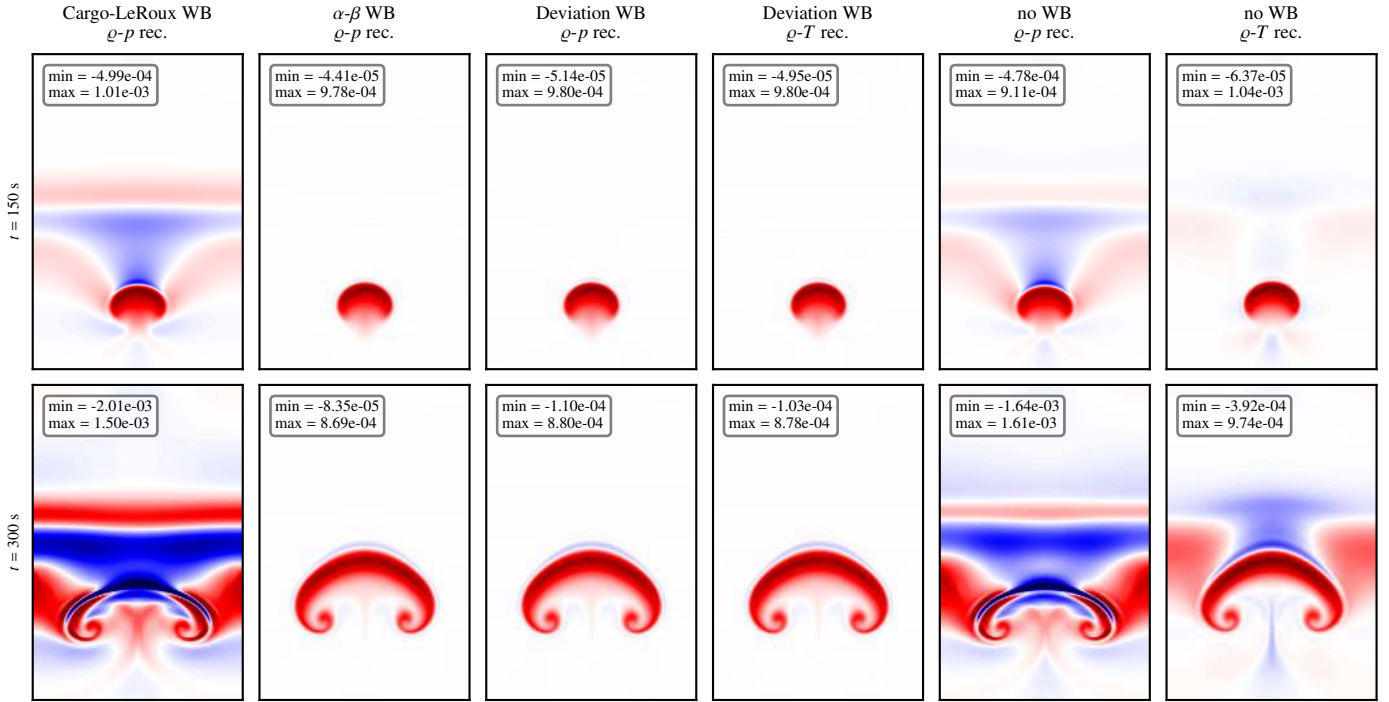 Cargo-LeRoux WB
ϱ-p rec.
α-β WB
ϱ-p rec.
Deviation WB
ϱ-p rec.
Deviation WB
ϱ-T rec.
no WB
ϱ-p rec.
no WB
ϱ-T rec.
t = 150 s
min = -4.99e-04
max = 1.01e-03
min = -4.41e-05
max = 9.78e-04
min = -5.14e-05
max = 9.80e-04
min = -4.95e-05
max = 9.80e-04
min = -4.78e-04
max = 9.11e-04
min = -6.37e-05
max = 1.04e-03
t = 300 s
min = -2.01e-03
max = 1.50e-03
min = -8.35e-05
max = 8.69e-04
min = -1.10e-04
max = 8.80e-04
min = -1.03e-04
max = 8.78e-04
min = -1.64e-03
max = 1.61e-03
min = -3.92e-04
max = 9.74e-04